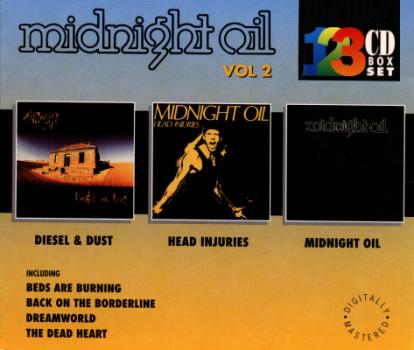 midnight oil
VOL 2
123 CD
BOX
SET
MIDNIGHT OIL
HEAD INJURIES
midnight oil
DIESEL & DUST
HEAD INJURIES
MIDNIGHT OIL
INCLUDING
BEDS ARE BURNING
BACK ON THE BORDERLINE
DREAMWORLD
THE DEAD HEART
DIGITALLY
MASTERED